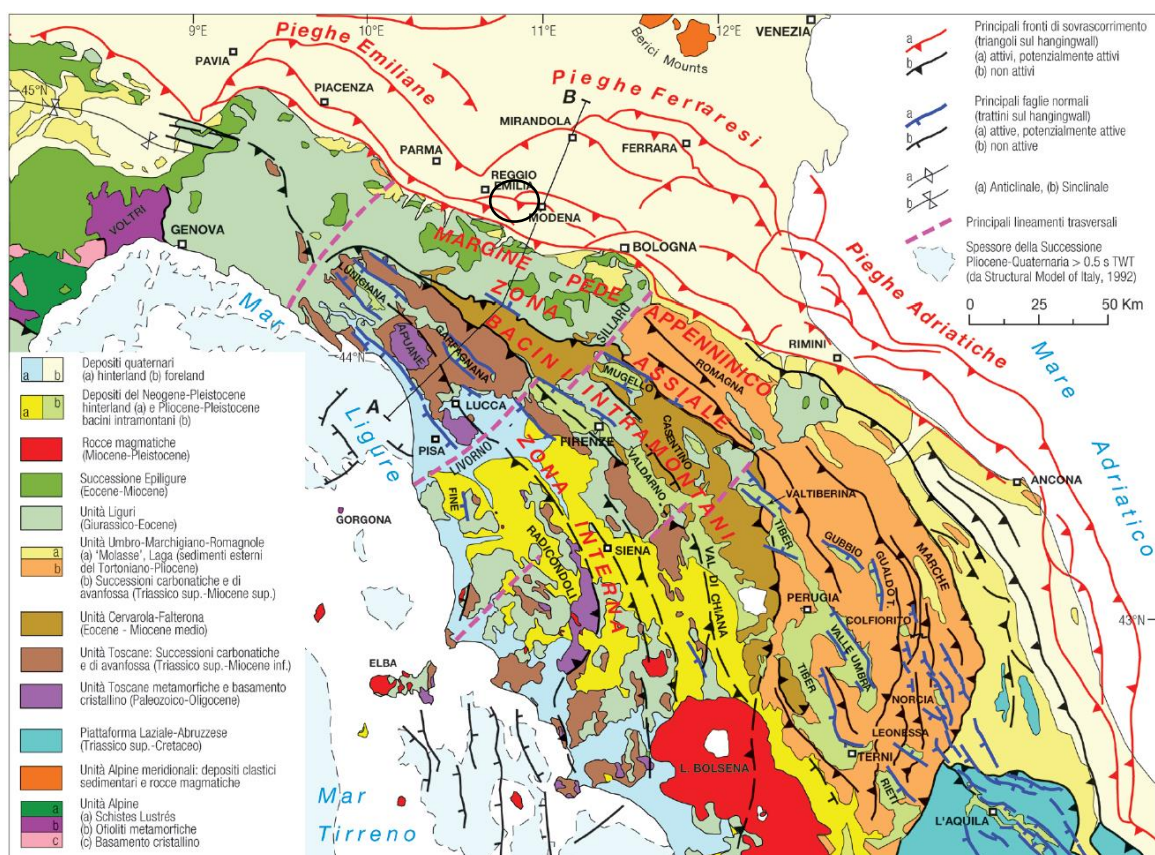 9°E
10°E
11°E
12°E
45°N
44°N
43°N
PAVIA
PIACENZA
PARMA
REGGIO
EMILIA
MODENA
MIRANDOLA
FERRARA
BOLOGNA
VENEZIA
Berici Mounts
Pieghe Emiliane
Pieghe Ferraresi
Pieghe Adriatiche
B
A
VOLTRI
GENOVA
LUNIGIANA
APUANE
GARFAGNANA
LUCCA
PISA
LIVORNO
FINE
GORGONA
ELBA
RADICONDOLI
SIENA
FIRENZE
MUGELLO
SILLARO
ROMAGNA
CASENTINO
VALDARNO
VAL DI CHIANA
VALTIBERINA
TIBER
TIBER
GUBBIO
GUALDO T.
MARCHE
PERUGIA
COLFIORITO
VALLE UMBRA
NORCIA
LEONESSA
TERNI
RIETI
L'AQUILA
L. BOLSENA
RIMINI
ANCONA
MARGINE PEDE APPENNINICO
ZONA ASSIALE
BACINI INTRAMONTANI
ZONA INTERNA
Mar Ligure
Mar
Tirreno
Mare Adriatico
a
b
Principali fronti di sovrascorrimento
(triangoli sul hangingwall)
(a) attivi, potenzialmente attivi
(b) non attivi
a
b
Principali faglie normali
(trattini sul hangingwall)
(a) attive, potenzialmente attive
(b) non attive
a
b
(a) Anticlinale, (b) Sinclinale
Principali lineamenti trasversali
Spessore della Successione
Pliocene-Quaternaria > 0.5 s TWT
(da Structural Model of Italy, 1992)
0 25 50 Km
a b
Depositi quaternari
(a) hinterland (b) foreland
a b
Depositi del Neogene-Pleistocene
hinterland (a) e Pliocene-Pleistocene
bacini intramontani (b)
Rocce magmatiche
(Miocene-Pleistocene)
Successione Epiligure
(Eocene-Miocene)
Unità Liguri
(Giurassico-Eocene)
a
b
Unità Umbro-Marchigiano-Romagnole
(a) 'Molasse', Laga (sedimenti esterni
del Tortoniano-Pliocene)
(b) Successioni carbonatiche e di
avanfossa (Triassico sup.-Miocene sup.)
Unità Cervarola-Falterona
(Eocene - Miocene medio)
Unità Toscane: Successioni carbonatiche
e di avanfossa (Triassico sup.-Miocene inf.)
Unità Toscane metamorfiche e basamento
cristallino (Paleozoico-Oligocene)
Piattaforma Laziale-Abruzzese
(Triassico sup.-Cretaceo)
Unità Alpine meridionali: depositi clastici
sedimentari e rocce magmatiche
a
b
c
Unità Alpine
(a) Schistes Lustrés
(b) Ofioliti metamorfiche
(c) Basamento cristallino